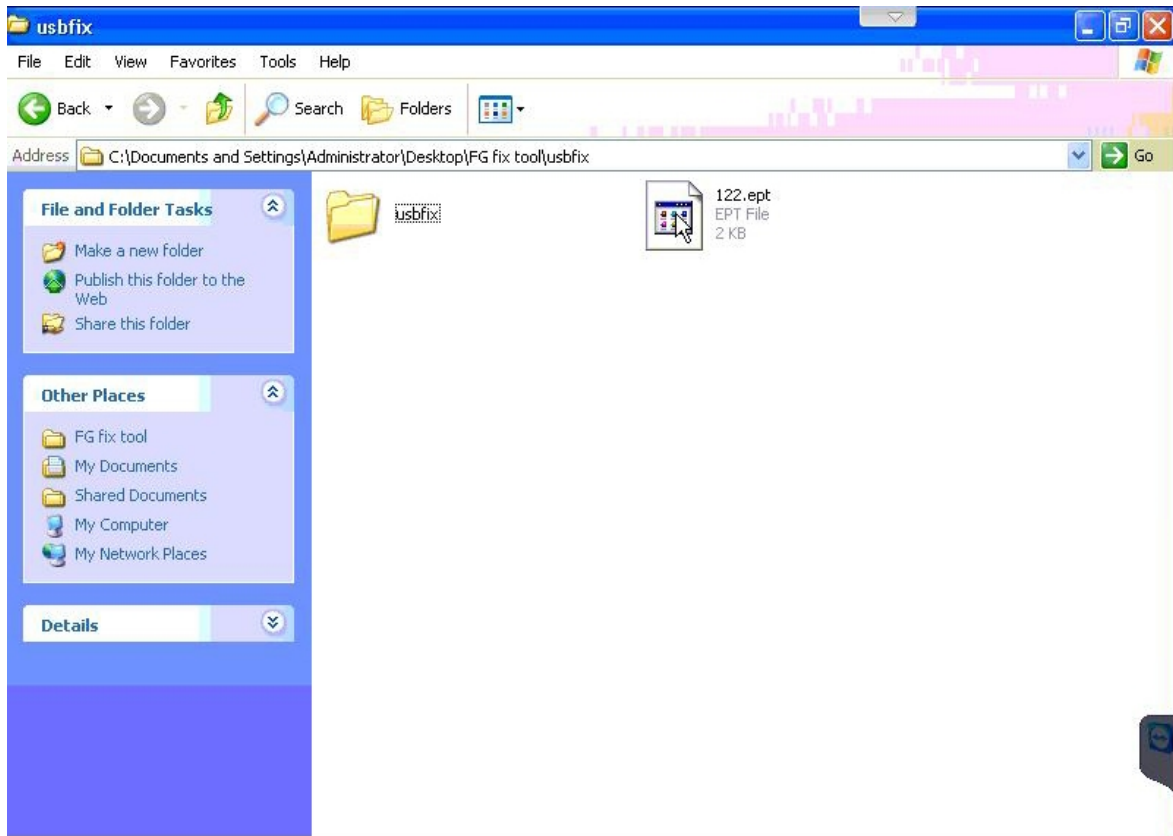 usbfix
File Edit View Favorites Tools Help
Back Search Folders
Address C:\Documents and Settings\Administrator\Desktop\FG fix tool\usbfix Go
File and Folder Tasks
Make a new folder
Publish this folder to the
Web
Share this folder
Other Places
FG fix tool
My Documents
Shared Documents
My Computer
My Network Places
Details
usbfix
122.ept
EPT File
2 KB